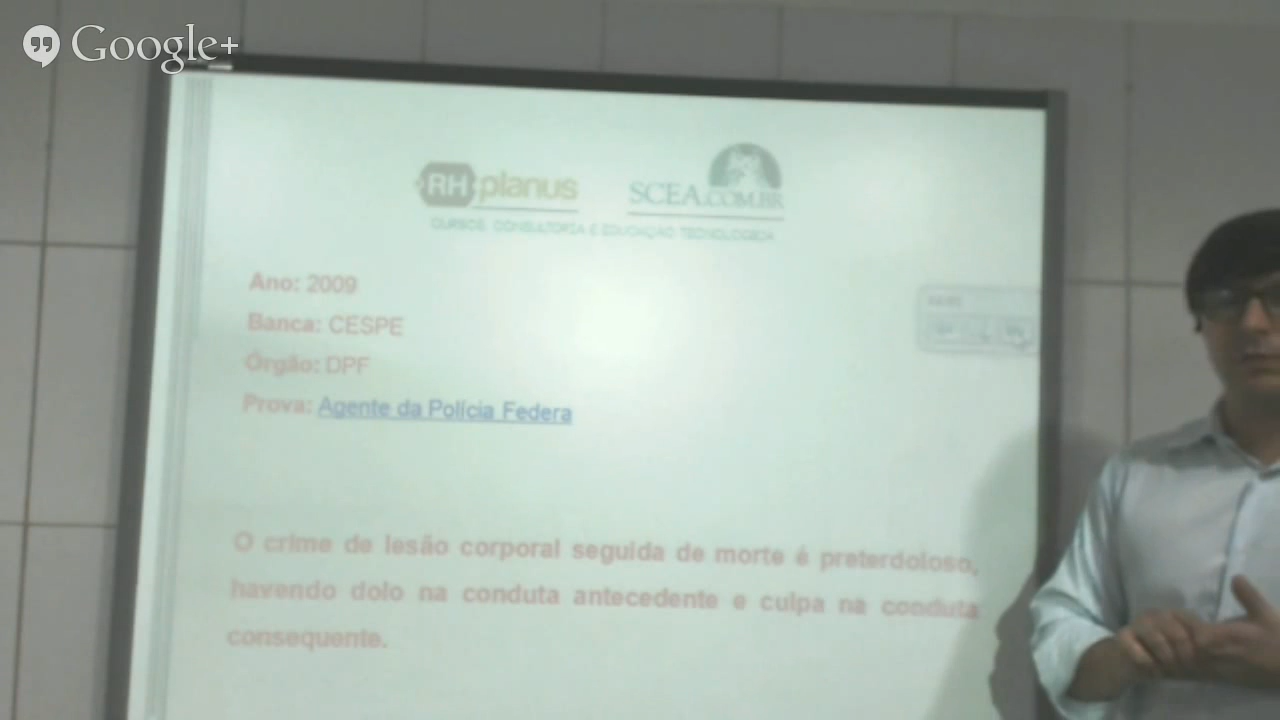 Google+
RH planus
SCEA.COM.BR
CURSOS, CONSULTORIA E EDUCAÇÃO TECNOLÓGICA
Ano: 2009
Banca: CESPE
Órgão: DPF
Prova: Agente da Polícia Federa
O crime de lesão corporal seguida de morte é preterdoloso,
havendo dolo na conduta antecedente e culpa na conduta
consequente.